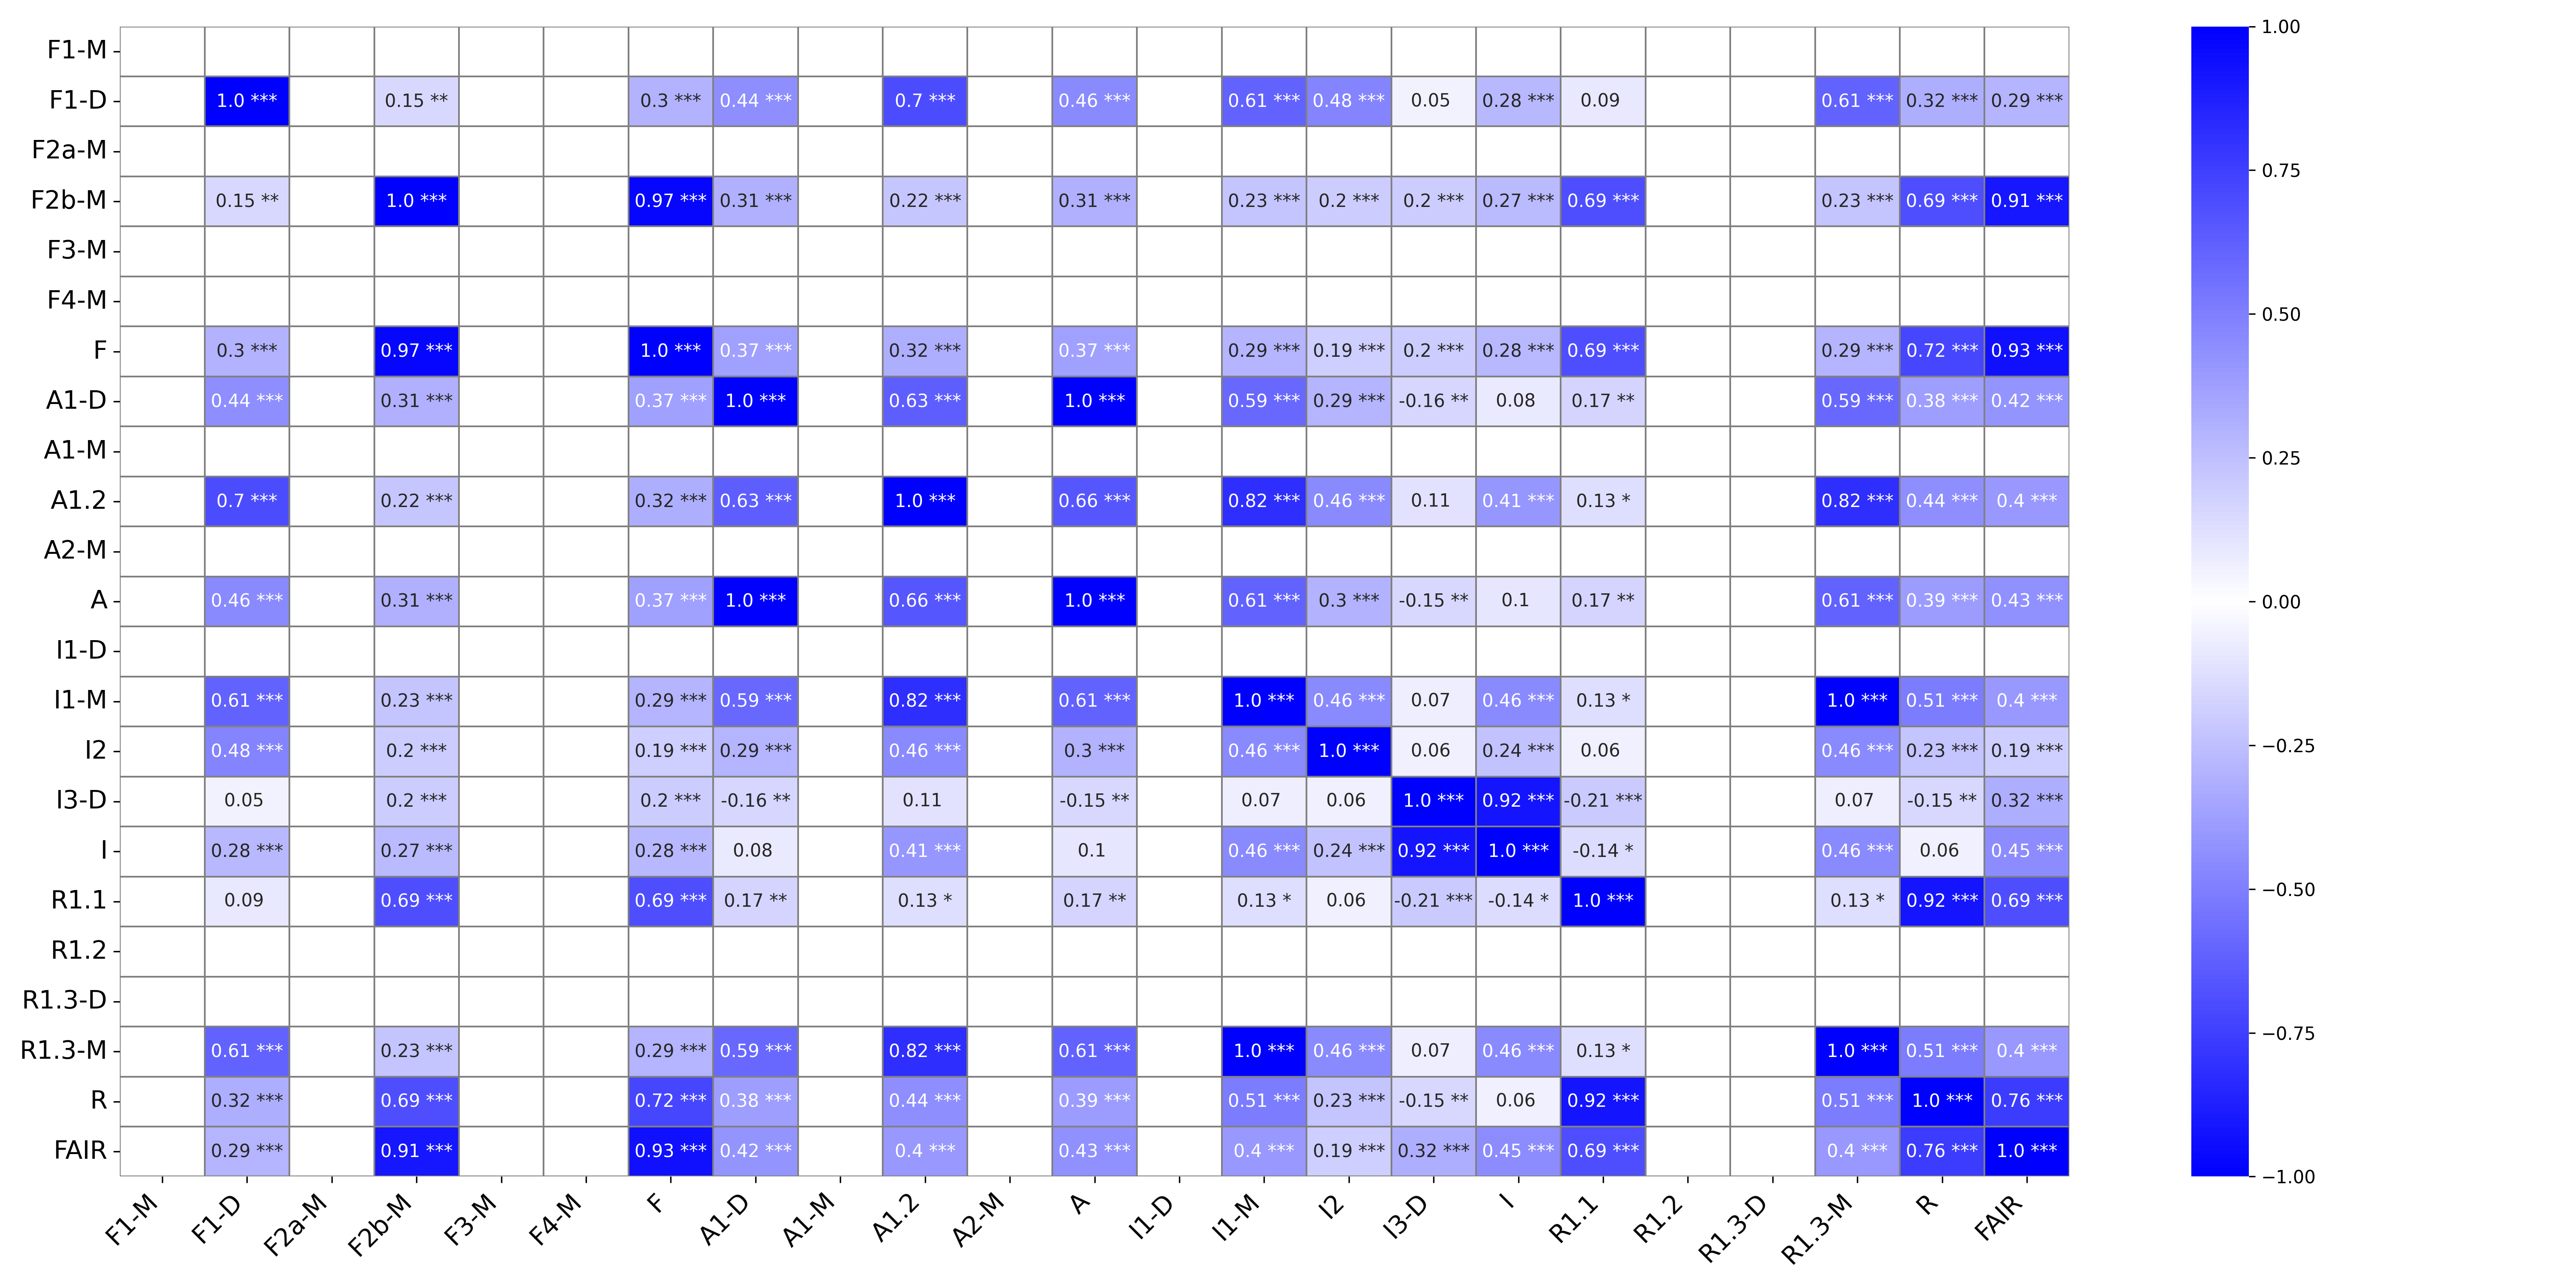 1.00
F1-M
F1-D 1.0 *** 0.15 ** 0.3 *** 0.44 *** 0.7 *** 0.46 *** 0.61 *** 0.48 *** 0.05 0.28 *** 0.09 0.61 *** 0.32 *** 0.29 ***
F2a-M
0.75
F2b-M 0.15 ** 1.0 *** 0.97 *** 0.31 *** 0.22 *** 0.31 *** 0.23 *** 0.2 *** 0.2 *** 0.27 *** 0.69 *** 0.23 *** 0.69 *** 0.91 ***
F3-M
F4-M
0.50
F 0.3 *** 0.97 *** 1.0 *** 0.37 *** 0.32 *** 0.37 *** 0.29 *** 0.19 *** 0.2 *** 0.28 *** 0.69 *** 0.29 *** 0.72 *** 0.93 ***
A1-D 0.44 *** 0.31 *** 0.37 *** 1.0 *** 0.63 *** 1.0 *** 0.59 *** 0.29 *** -0.16 ** 0.08 0.17 ** 0.59 *** 0.38 *** 0.42 ***
A1-M
0.25
A1.2 0.7 *** 0.22 *** 0.32 *** 0.63 *** 1.0 *** 0.66 *** 0.82 *** 0.46 *** 0.11 0.41 *** 0.13 * 0.82 *** 0.44 *** 0.4 ***
A2-M
A 0.46 *** 0.31 *** 0.37 *** 1.0 *** 0.66 *** 1.0 *** 0.61 *** 0.3 *** -0.15 ** 0.1 0.17 ** 0.61 *** 0.39 *** 0.43 ***
0.00
I1-D
I1-M 0.61 *** 0.23 *** 0.29 *** 0.59 *** 0.82 *** 0.61 *** 1.0 *** 0.46 *** 0.07 0.46 *** 0.13 * 1.0 *** 0.51 *** 0.4 ***
I2 0.48 *** 0.2 *** 0.19 *** 0.29 *** 0.46 *** 0.3 *** 0.46 *** 1.0 *** 0.06 0.24 *** 0.06 0.46 *** 0.23 *** 0.19 ***
−0.25
I3-D 0.05 0.2 *** 0.2 *** -0.16 ** 0.11 -0.15 ** 0.07 0.06 1.0 *** 0.92 *** -0.21 *** 0.07 -0.15 ** 0.32 ***
I 0.28 *** 0.27 *** 0.28 *** 0.08 0.41 *** 0.1 0.46 *** 0.24 *** 0.92 *** 1.0 *** -0.14 * 0.46 *** 0.06 0.45 ***
−0.50
R1.1 0.09 0.69 *** 0.69 *** 0.17 ** 0.13 * 0.17 ** 0.13 * 0.06 -0.21 *** -0.14 * 1.0 *** 0.13 * 0.92 *** 0.69 ***
R1.2
R1.3-D
−0.75
R1.3-M 0.61 *** 0.23 *** 0.29 *** 0.59 *** 0.82 *** 0.61 *** 1.0 *** 0.46 *** 0.07 0.46 *** 0.13 * 1.0 *** 0.51 *** 0.4 ***
R 0.32 *** 0.69 *** 0.72 *** 0.38 *** 0.44 *** 0.39 *** 0.51 *** 0.23 *** -0.15 ** 0.06 0.92 *** 0.51 *** 1.0 *** 0.76 ***
FAIR 0.29 *** 0.91 *** 0.93 *** 0.42 *** 0.4 *** 0.43 *** 0.4 *** 0.19 *** 0.32 *** 0.45 *** 0.69 *** 0.4 *** 0.76 *** 1.0 ***
−1.00
F1-M F1-D F2a-M F2b-M F3-M F4-M F A1-D A1-M A1.2 A2-M A I1-D I1-M I2 I3-D I R1.1 R1.2 R1.3-D R1.3-M R FAIR